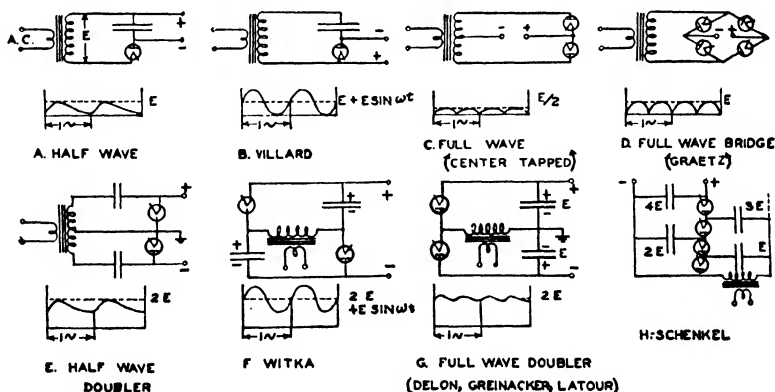 A.C.
E
+
-
E
I~
A. HALF WAVE
-
+
E + E SIN ωt
I~
B. VILLARD
- +
E/2
I~
C. FULL WAVE
(CENTER TAPPED)
- +
E
I~
D. FULL WAVE BRIDGE
(GRAETZ)
+
-
2E
I~
E. HALF WAVE
DOUBLER
+
-
+
-
+
-
2 E
+E SIN ωt
I~
F WITKA
+
+
-
E
-
+
E
-
2E
I~
G. FULL WAVE DOUBLER
(DELON, GREINACKER, LATOUR)
- +
4E
3E
2E
E
H: SCHENKEL